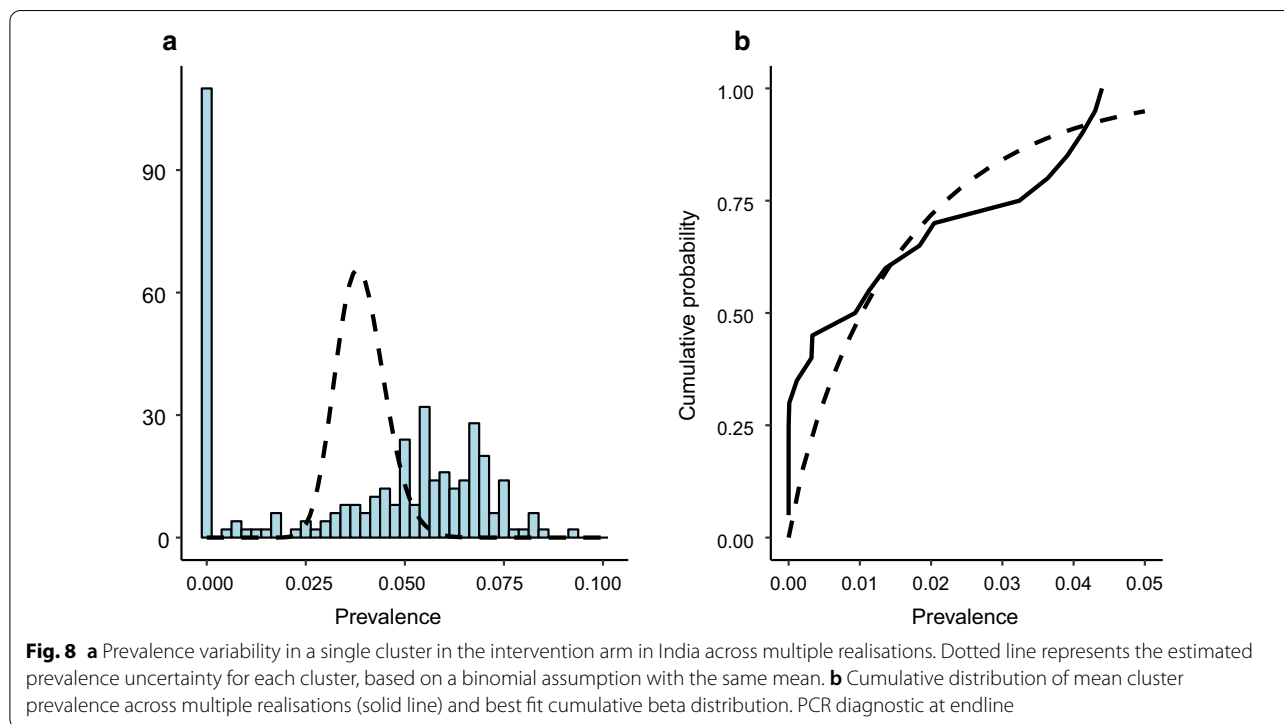 a
90
60
30
0
0.000 0.025 0.050 0.075 0.100
Prevalence
b
Cumulative probability
1.00
0.75
0.50
0.25
0.00
0.00 0.01 0.02 0.03 0.04 0.05
Prevalence
Fig. 8 a Prevalence variability in a single cluster in the intervention arm in India across multiple realisations. Dotted line represents the estimated
prevalence uncertainty for each cluster, based on a binomial assumption with the same mean. b Cumulative distribution of mean cluster
prevalence across multiple realisations (solid line) and best fit cumulative beta distribution. PCR diagnostic at endline